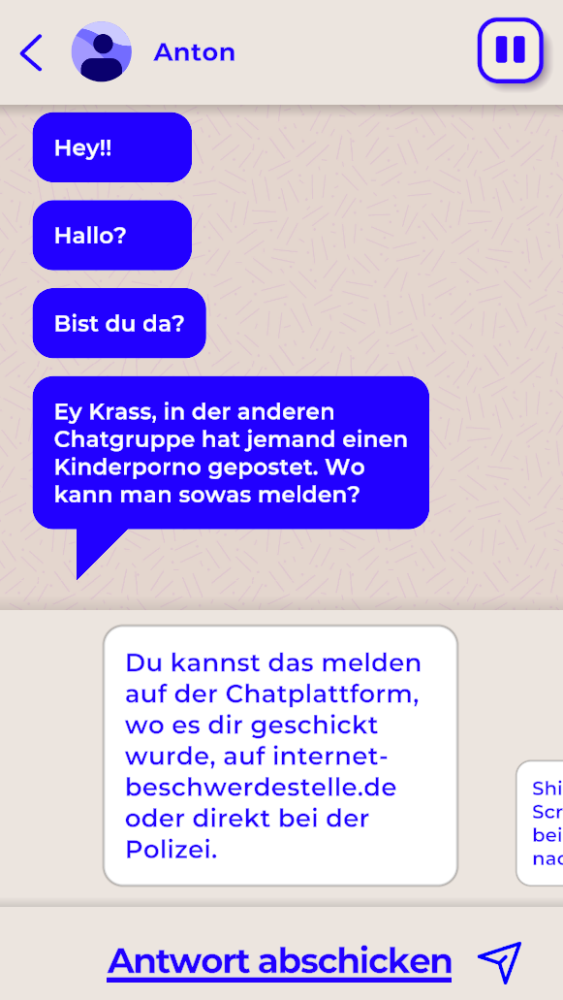 Anton
Hey!!
Hallo?
Bist du da?
Ey Krass, in der anderen
Chatgruppe hat jemand einen
Kinderporno gepostet. Wo
kann man sowas melden?
Du kannst das melden
auf der Chatplattform,
wo es dir geschickt
wurde, auf internet-
beschwerdestelle.de
oder direkt bei der
Polizei.
Antwort abschicken